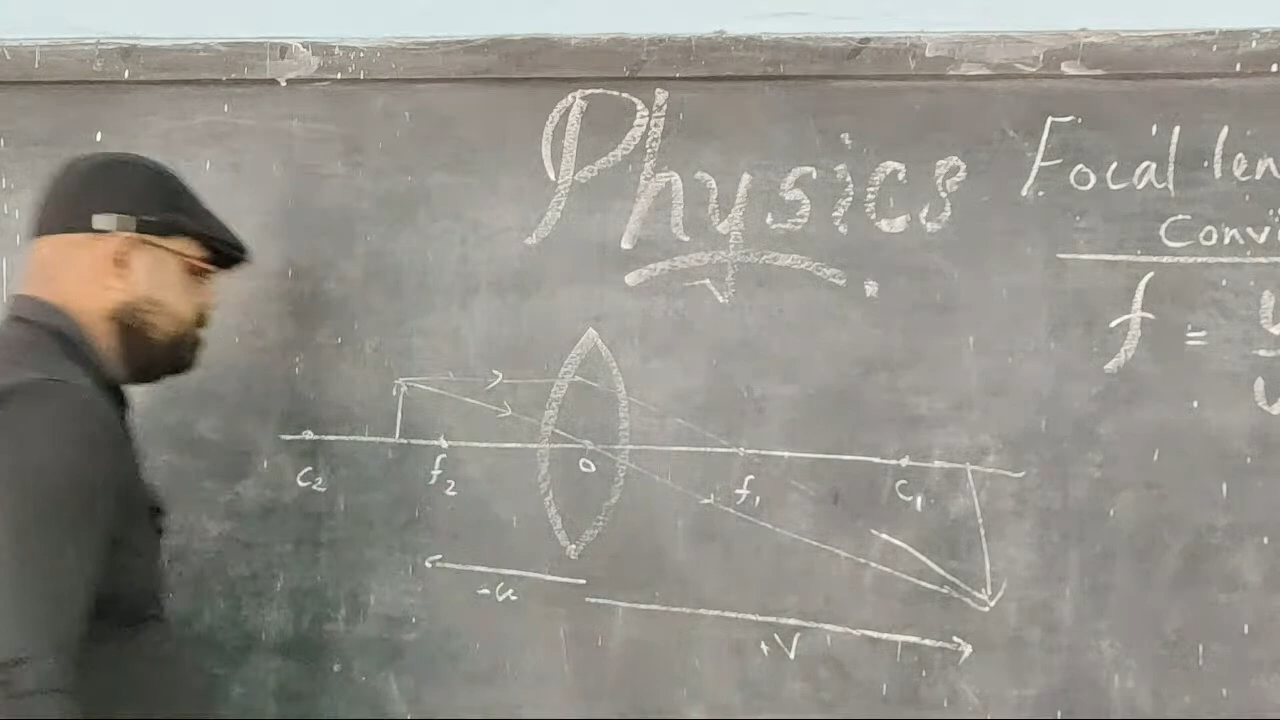 Physics
Focal len
Convi
f =
C₂ f₂ o f₁ C₁
-u
+V